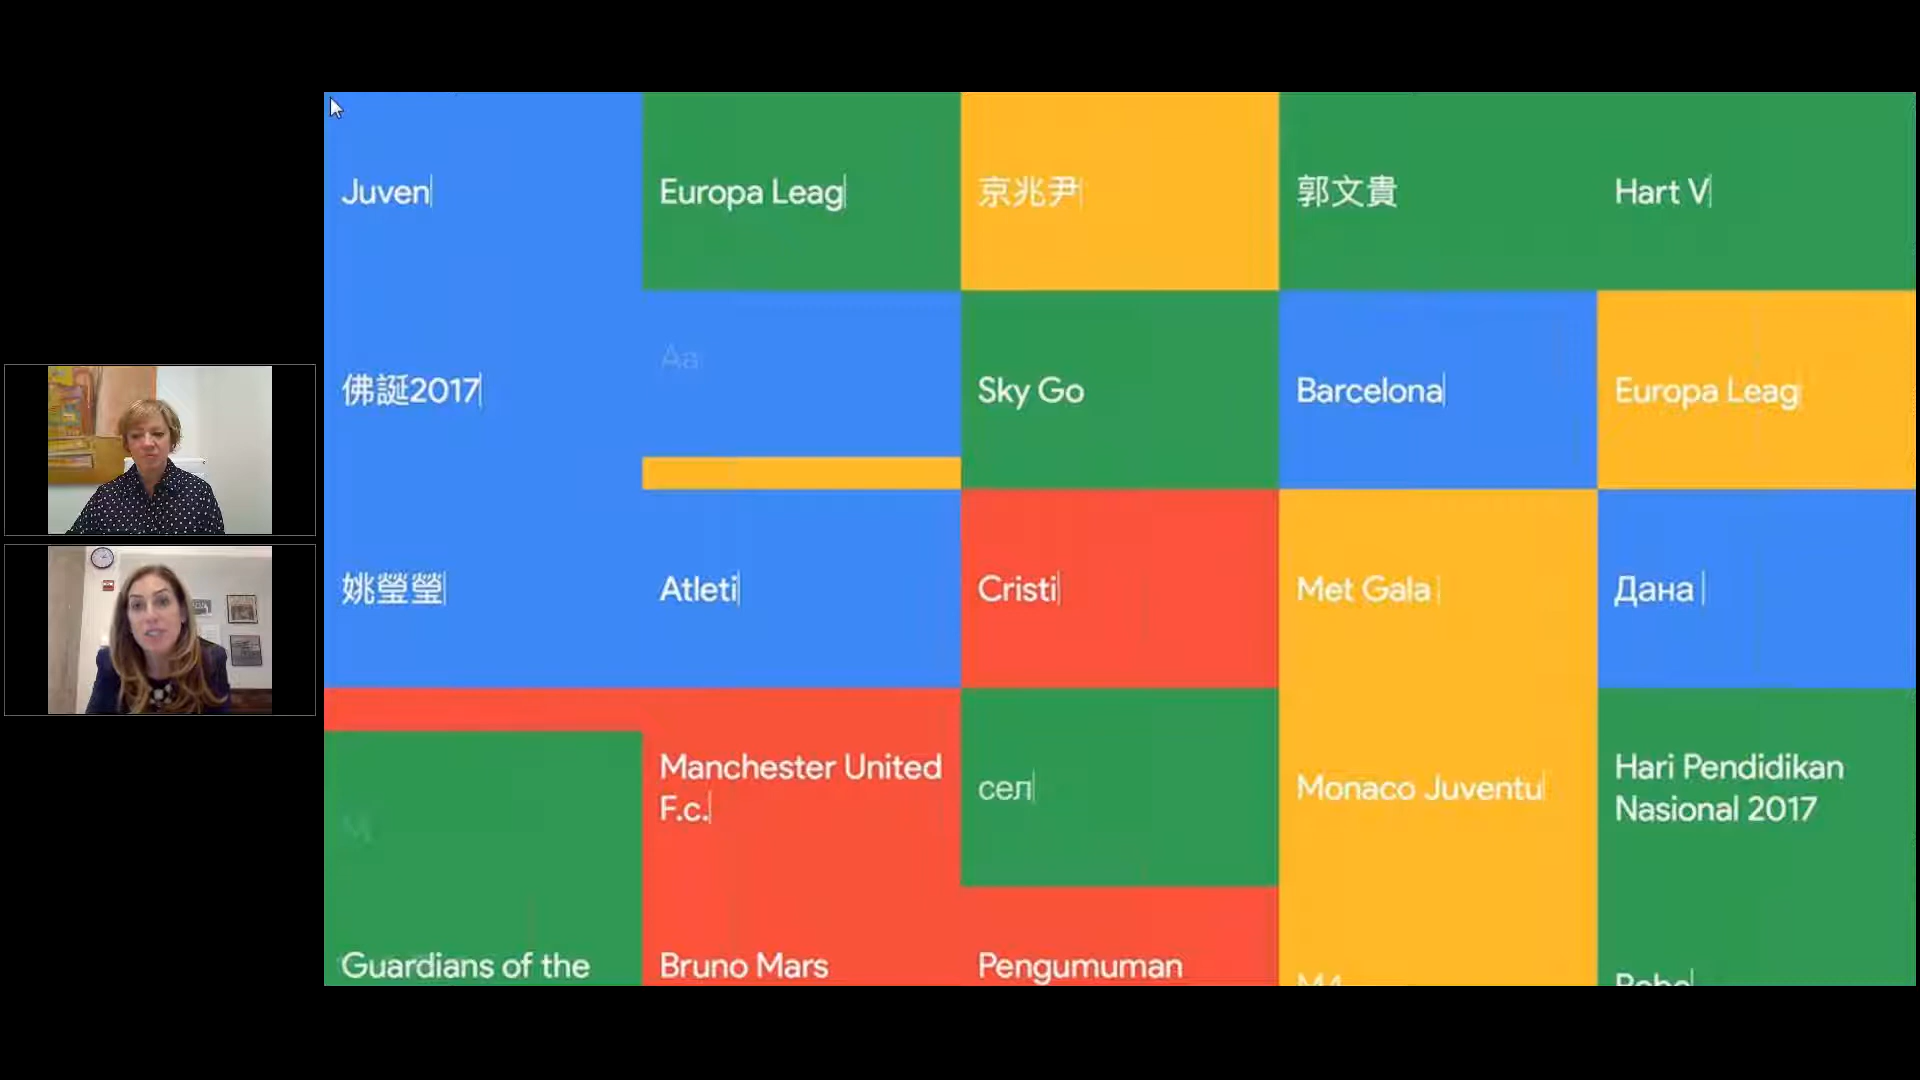 Juven
Europa Leag
京兆尹
郭文貴
Hart V
佛誕2017
Aa
Sky Go
Barcelona
Europa Leag
姚瑩瑩
Atleti
Cristi
Met Gala
Дана
Manchester United
F.c.
сел
Monaco Juventu
Hari Pendidikan
Nasional 2017
Guardians of the
Bruno Mars
Pengumuman